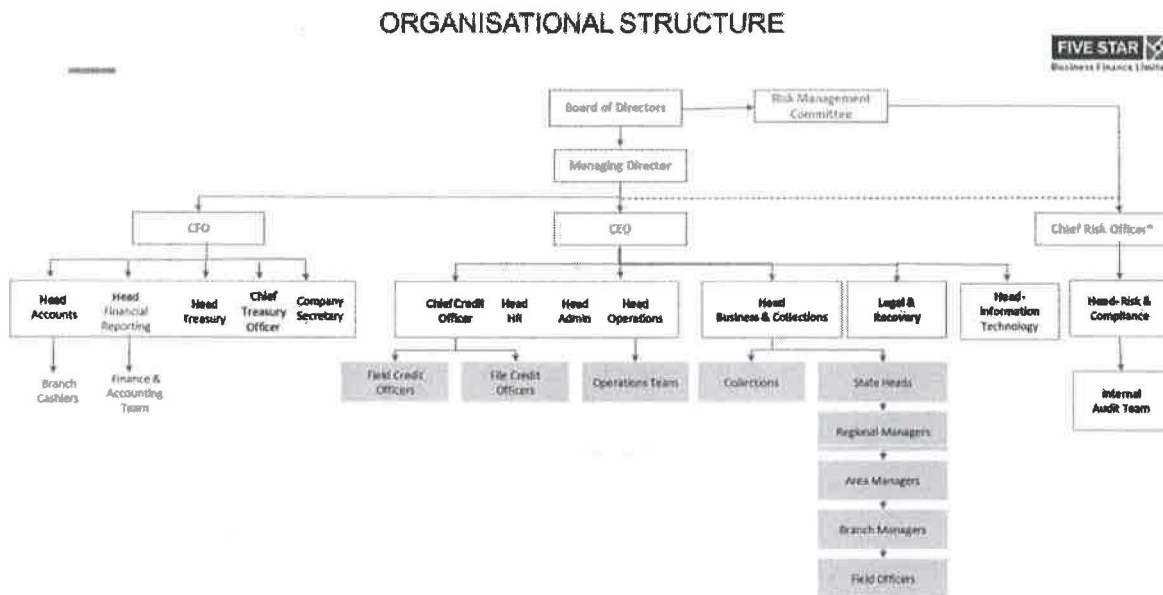 ORGANISATIONAL STRUCTURE
FIVE STAR
Business Finance Limite
Board of Directors
Risk Management
Committee
Managing Director
CFO
CEO
Chief Risk Officer*
Head
Accounts
Head
Financial
Reporting
Head
Treasury
Chief
Treasury
Officer
Company
Secretary
Chief Credit
Officer
Head
HR
Head
Admin
Head
Operations
Head
Business & Collections
Legal &
Recovery
Head-
Information
Technology
Head- Risk &
Compliance
Branch
Cashiers
Finance &
Accounting
Team
Field Credit
Officers
File Credit
Officers
Operations Team
Collections
State Heads
Internal
Audit Team
Regional Managers
Area Managers
Branch Managers
Field Officers